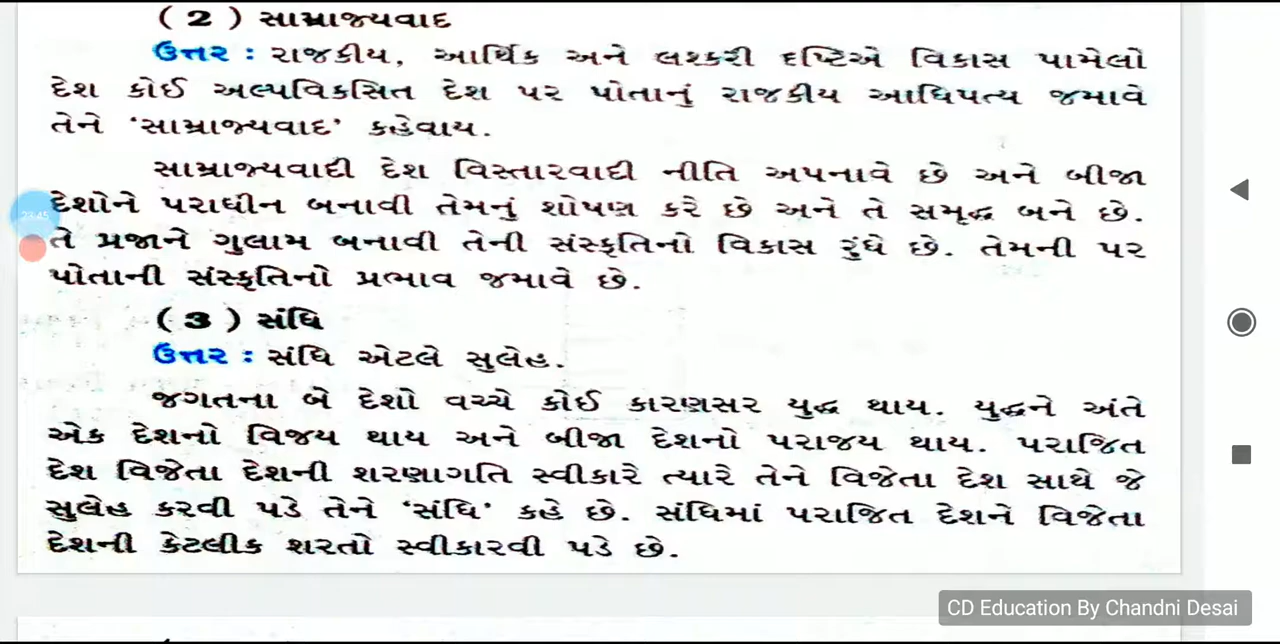 ( 2 ) સામ્રાજ્યવાદ
ઉત્તર : રાજકીય, આર્થિક અને લશ્કરી દૃષ્ટિએ વિકાસ પામેલો
દેશ કોઈ અલ્પવિકસિત દેશ પર પોતાનું રાજકીય આધિપત્ય જમાવે
તેને ‘સામ્રાજ્યવાદ’ કહેવાય.
સામ્રાજ્યવાદી દેશ વિસ્તારવાદી નીતિ અપનાવે છે અને બીજા
દેશોને પરાધીન બનાવી તેમનું શોષણ કરે છે અને તે સમૃદ્ધ બને છે.
તે પ્રજાને ગુલામ બનાવી તેની સંસ્કૃતિનો વિકાસ રુંધે છે. તેમની પર
પોતાની સંસ્કૃતિનો પ્રભાવ જમાવે છે.
23:45
( 3 ) સંધિ
ઉત્તર : સંધિ એટલે સુલેહ.
જગતના બે દેશો વચ્ચે કોઈ કારણસર યુદ્ધ થાય. યુદ્ધને અંતે
એક દેશનો વિજય થાય અને બીજા દેશનો પરાજય થાય. પરાજિત
દેશ વિજેતા દેશની શરણાગતિ સ્વીકારે ત્યારે તેને વિજેતા દેશ સાથે જે
સુલેહ કરવી પડે તેને ‘સંધિ’ કહે છે. સંધિમાં પરાજિત દેશને વિજેતા
દેશની કેટલીક શરતો સ્વીકારવી પડે છે.
CD Education By Chandni Desai